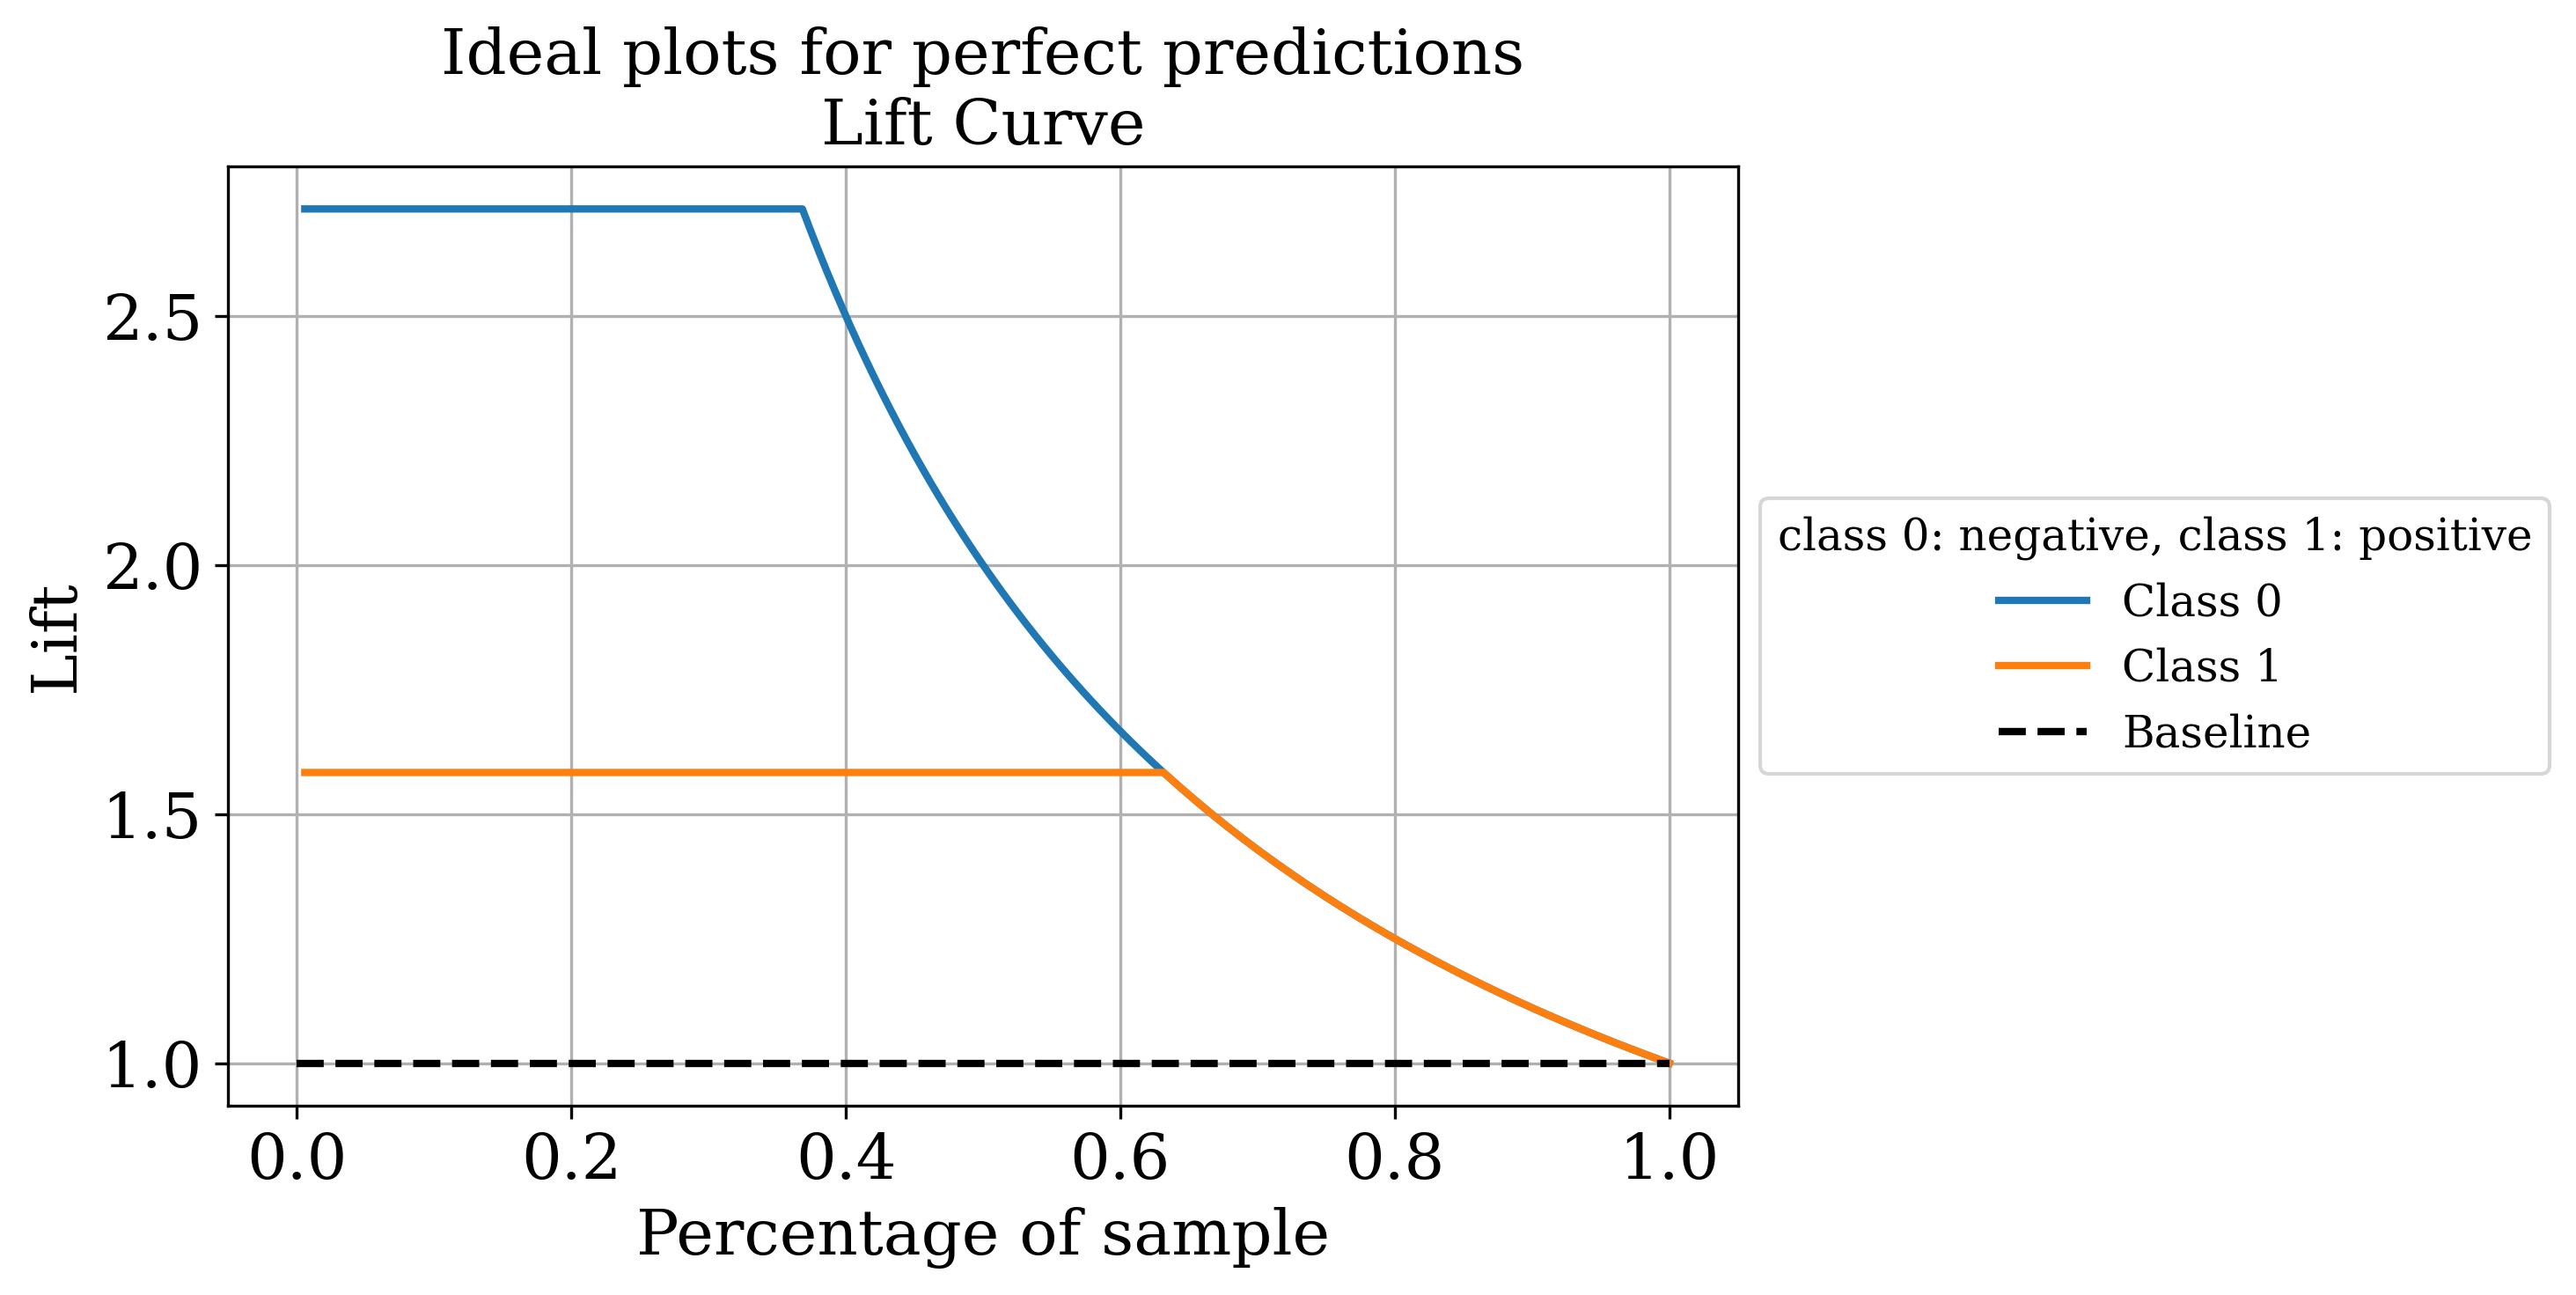 Ideal plots for perfect predictions
Lift Curve
Lift
2.5
2.0
1.5
1.0
0.0 0.2 0.4 0.6 0.8 1.0
Percentage of sample
class 0: negative, class 1: positive
Class 0
Class 1
Baseline